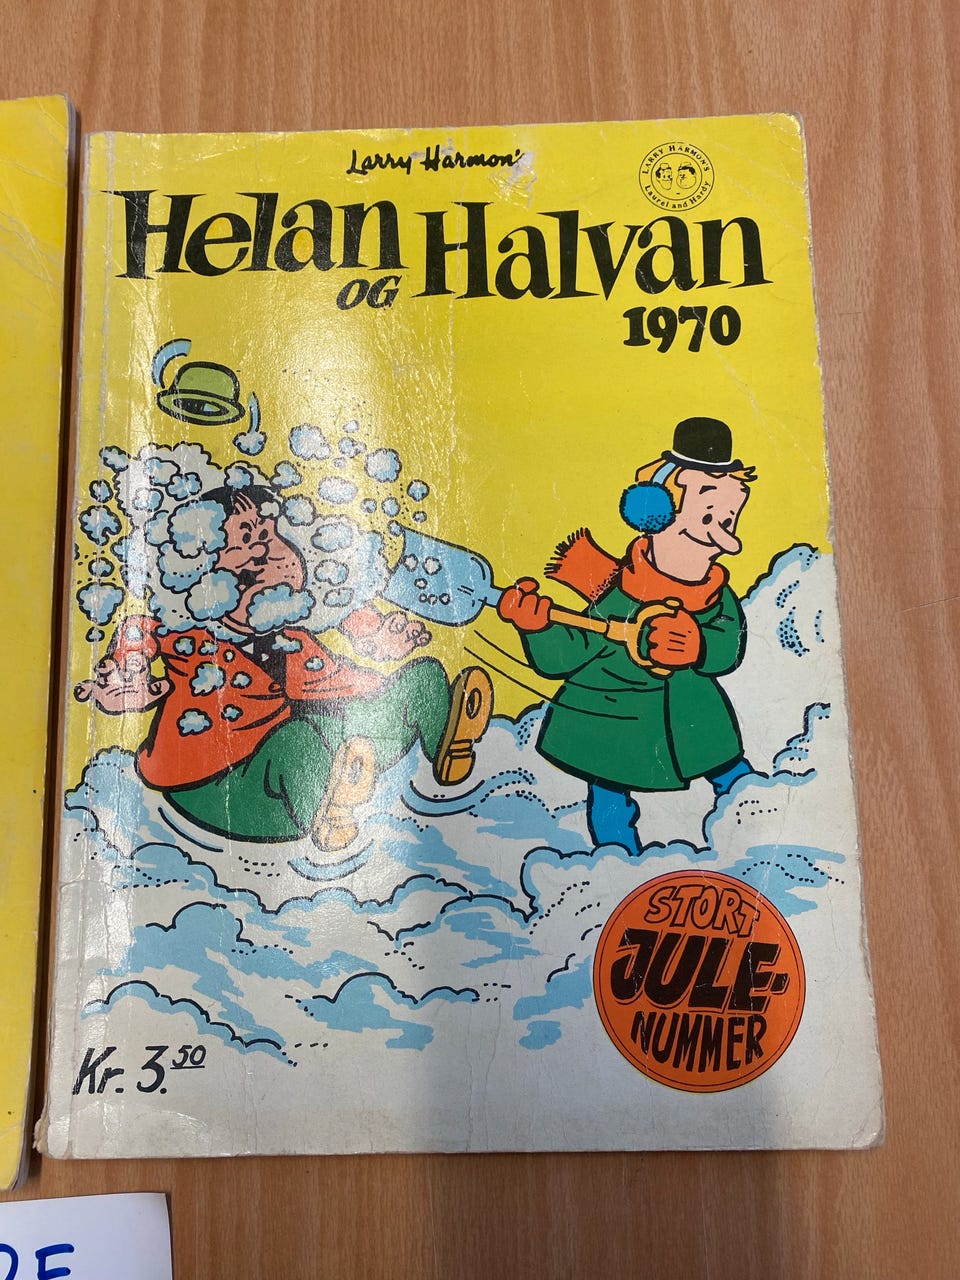 Larry Harmon's
LARRY HARMON'S
Laurel and Hardy
Helan
OG Halvan
1970
STORT
JULE-
NUMMER
Kr. 3.50